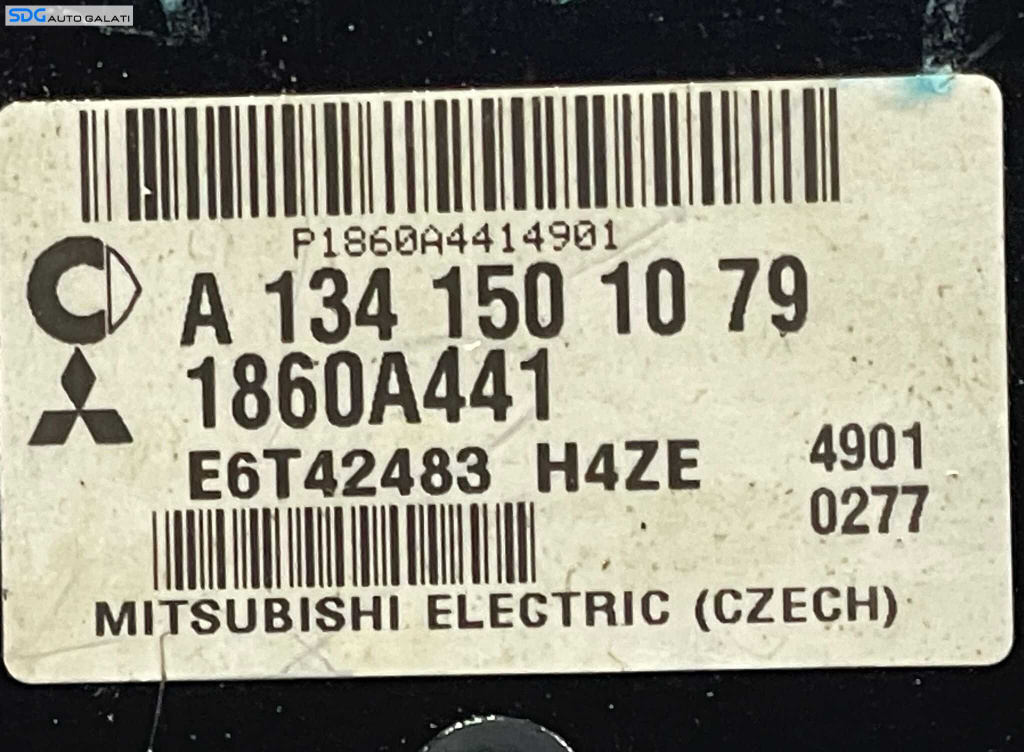 SDG AUTO GALATI
P1860A4414901
A 134 150 10 79
1860A441
E6T42483 H4ZE 4901
0277
MITSUBISHI ELECTRIC (CZECH)